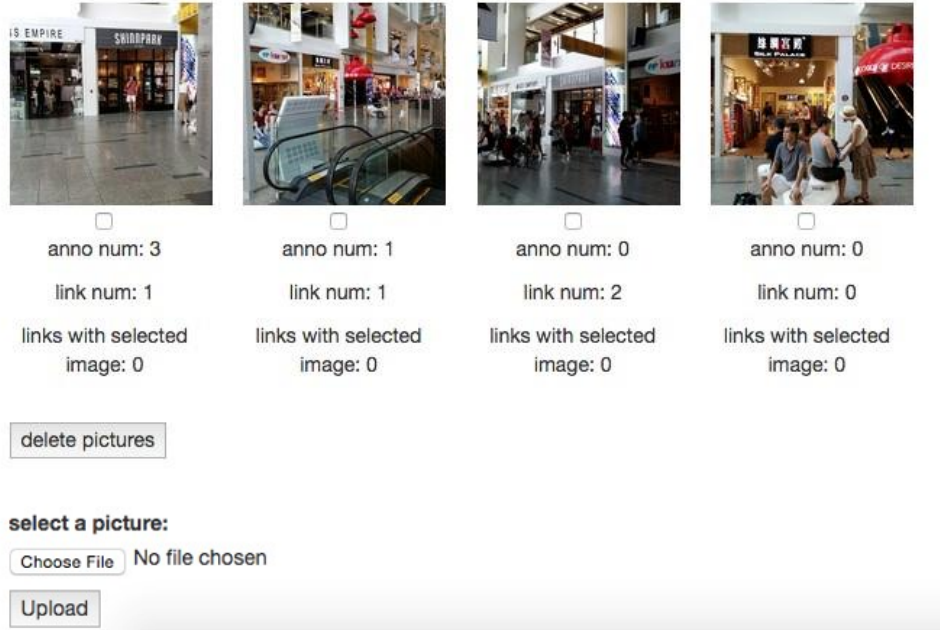 S EMPIRE
SHINNPARK
SILK PALACE
anno num: 3
anno num: 1
anno num: 0
anno num: 0
link num: 1
link num: 1
link num: 2
link num: 0
links with selected
image: 0
links with selected
image: 0
links with selected
image: 0
links with selected
image: 0
delete pictures
select a picture:
Choose File No file chosen
Upload